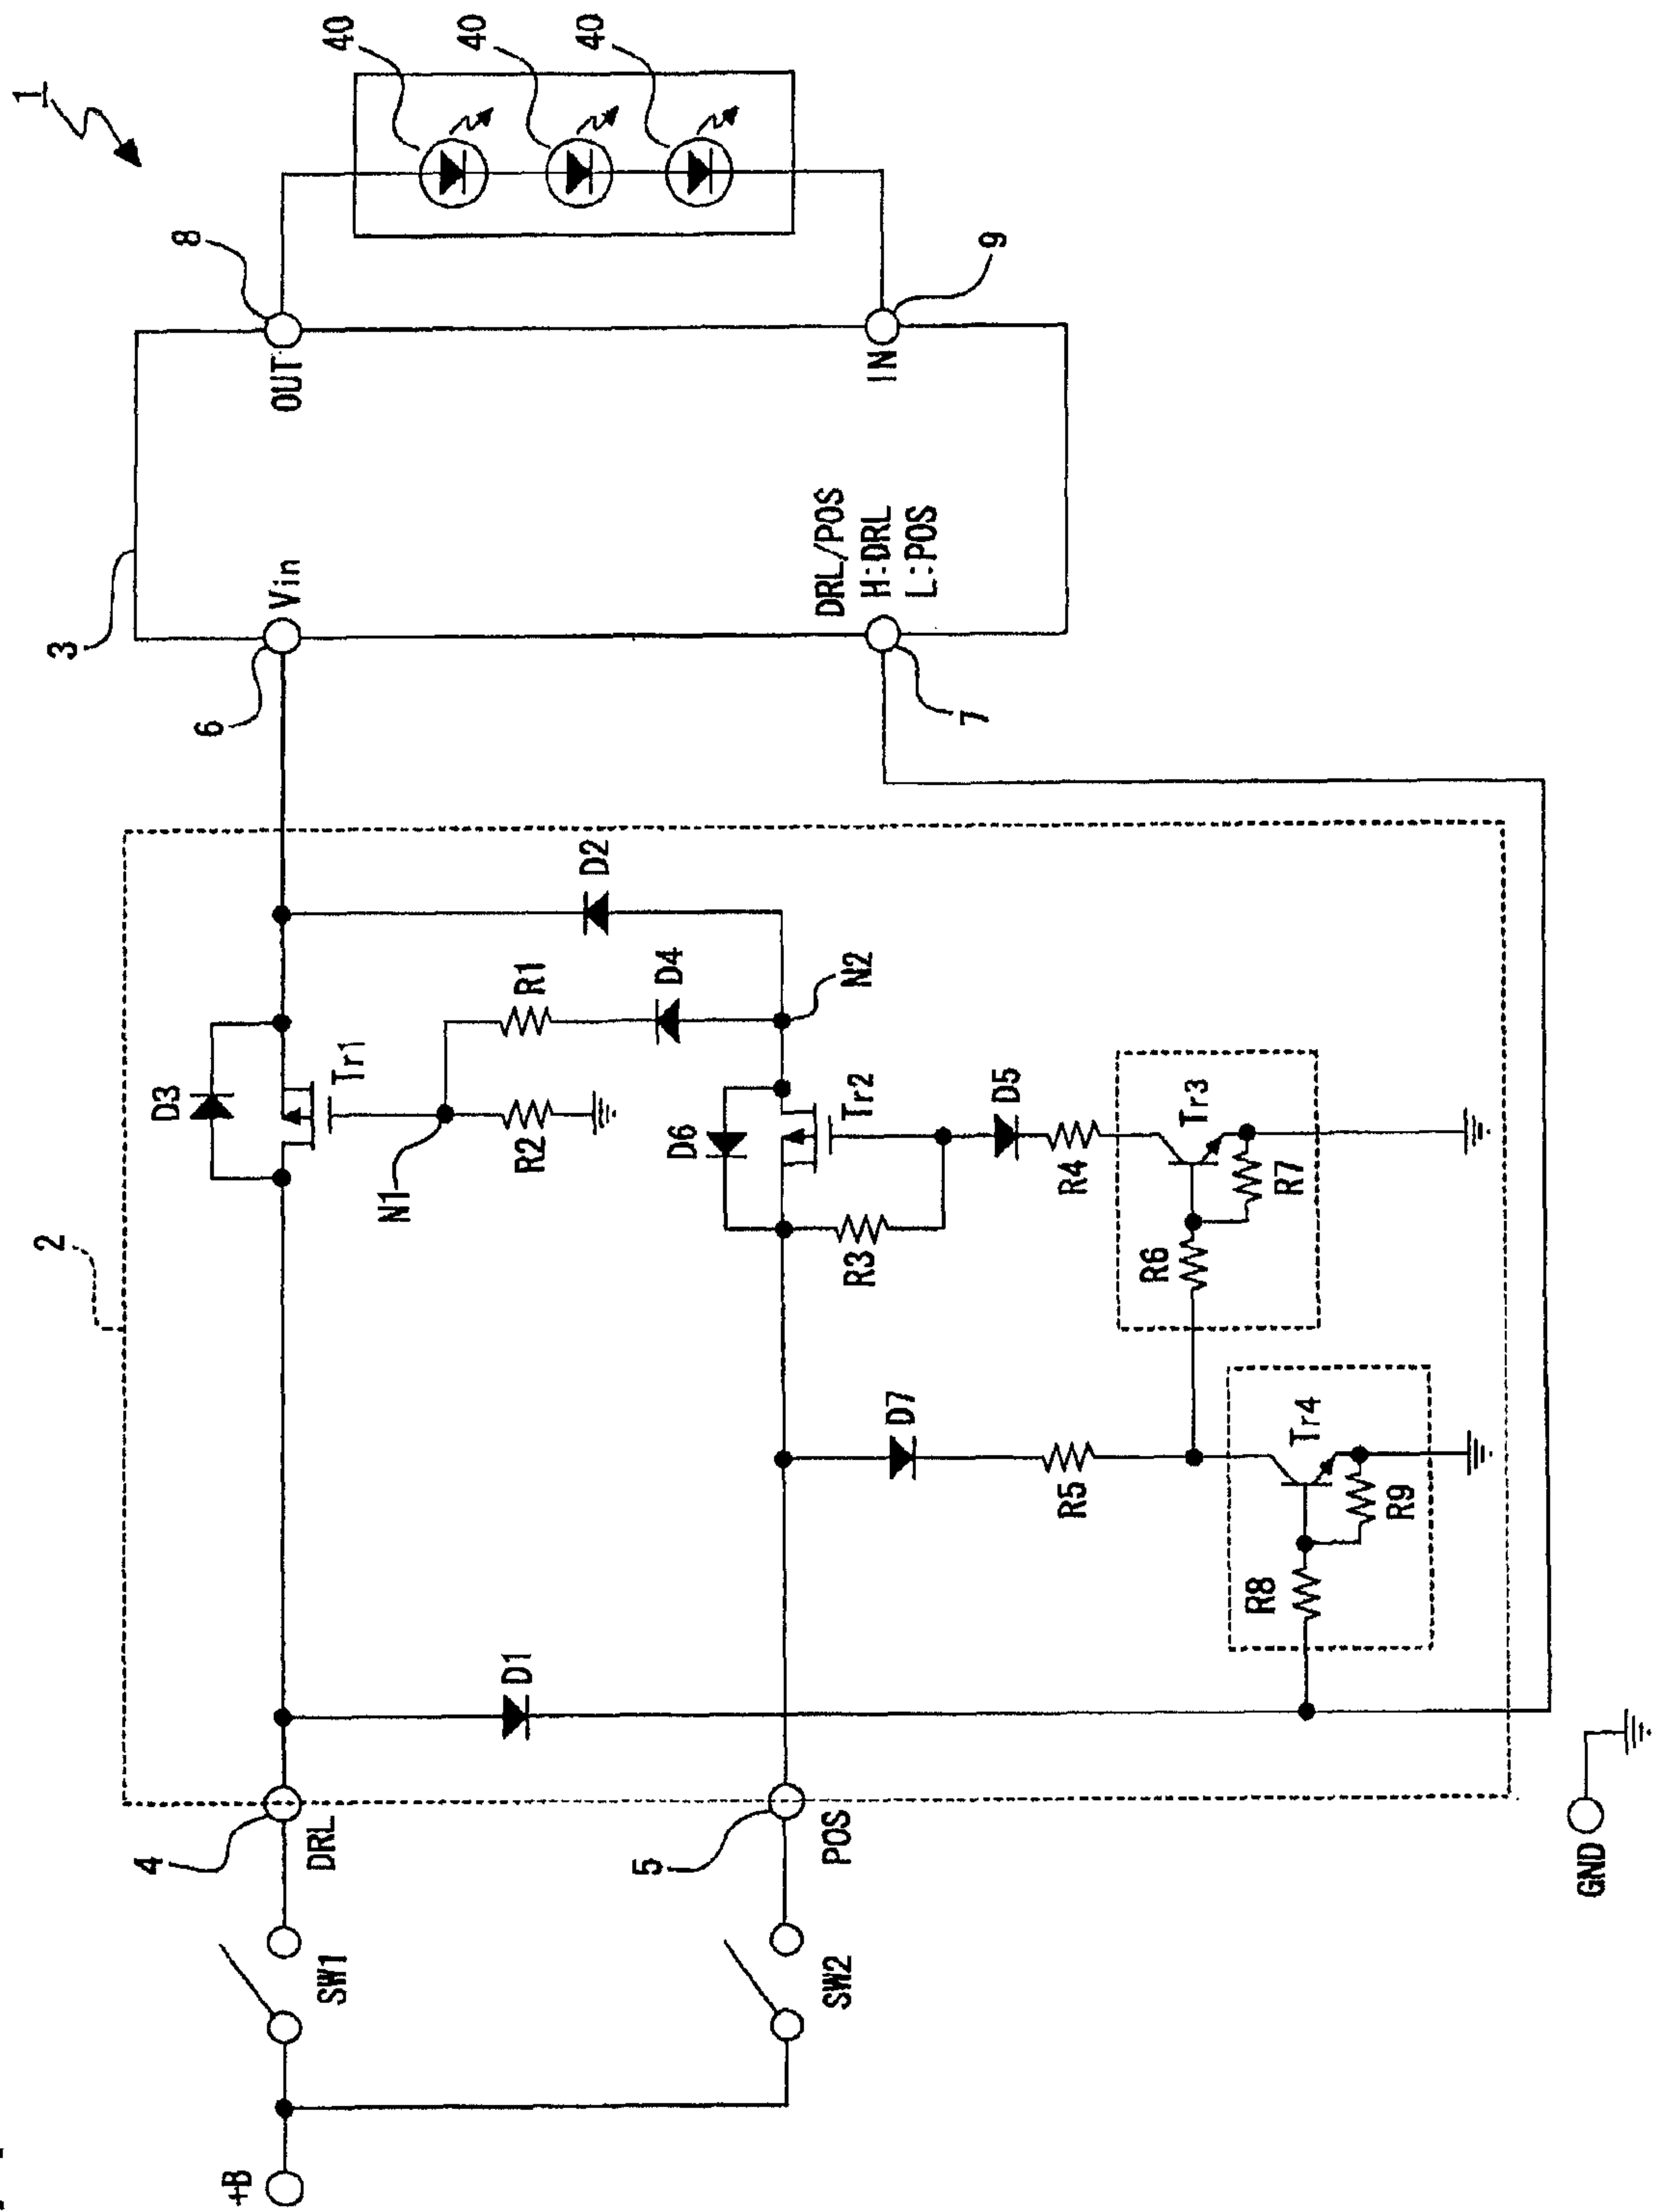 1
2
3
+B
SW1
SW2
4
DRL
5
POS
GND
D1
D3
Tr1
N1
R2
R1
D4
D2
N2
D6
Tr2
R3
D5
R4
Tr3
R6
R7
D7
R5
Tr4
R8
R9
6
Vin
7
DRL/POS
H:DRL
L:POS
8
OUT
9
IN
40
40
40